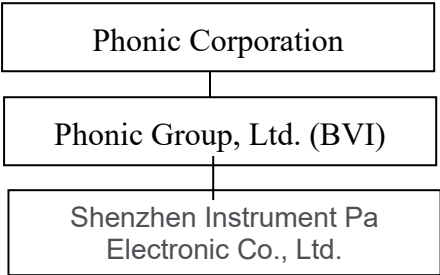 Phonic Corporation
Phonic Group, Ltd. (BVI)
Shenzhen Instrument Pa
Electronic Co., Ltd.